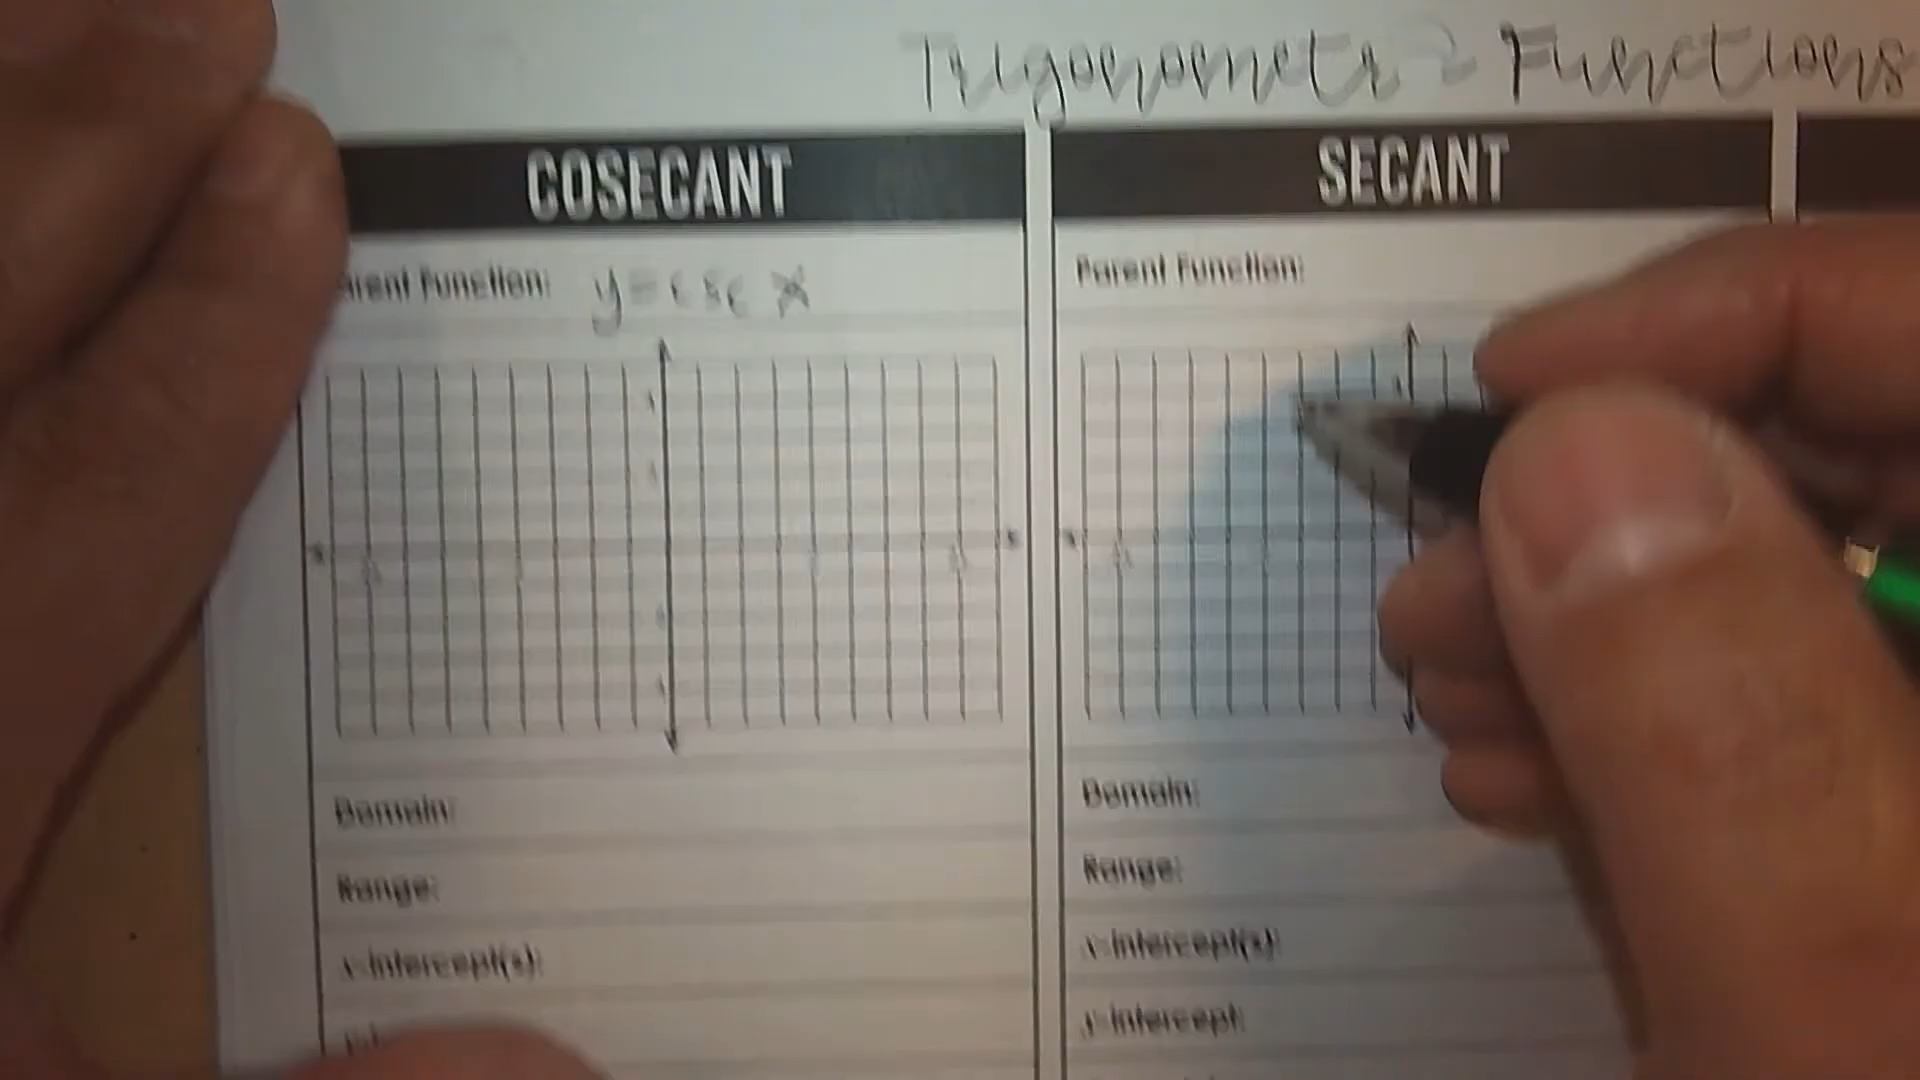 Trigonometric Functions
COSECANT
Parent Function: y = csc x
Domain:
Range:
x-intercept(s):
SECANT
Parent Function:
Domain:
Range:
x-intercept(s):
y-intercept: